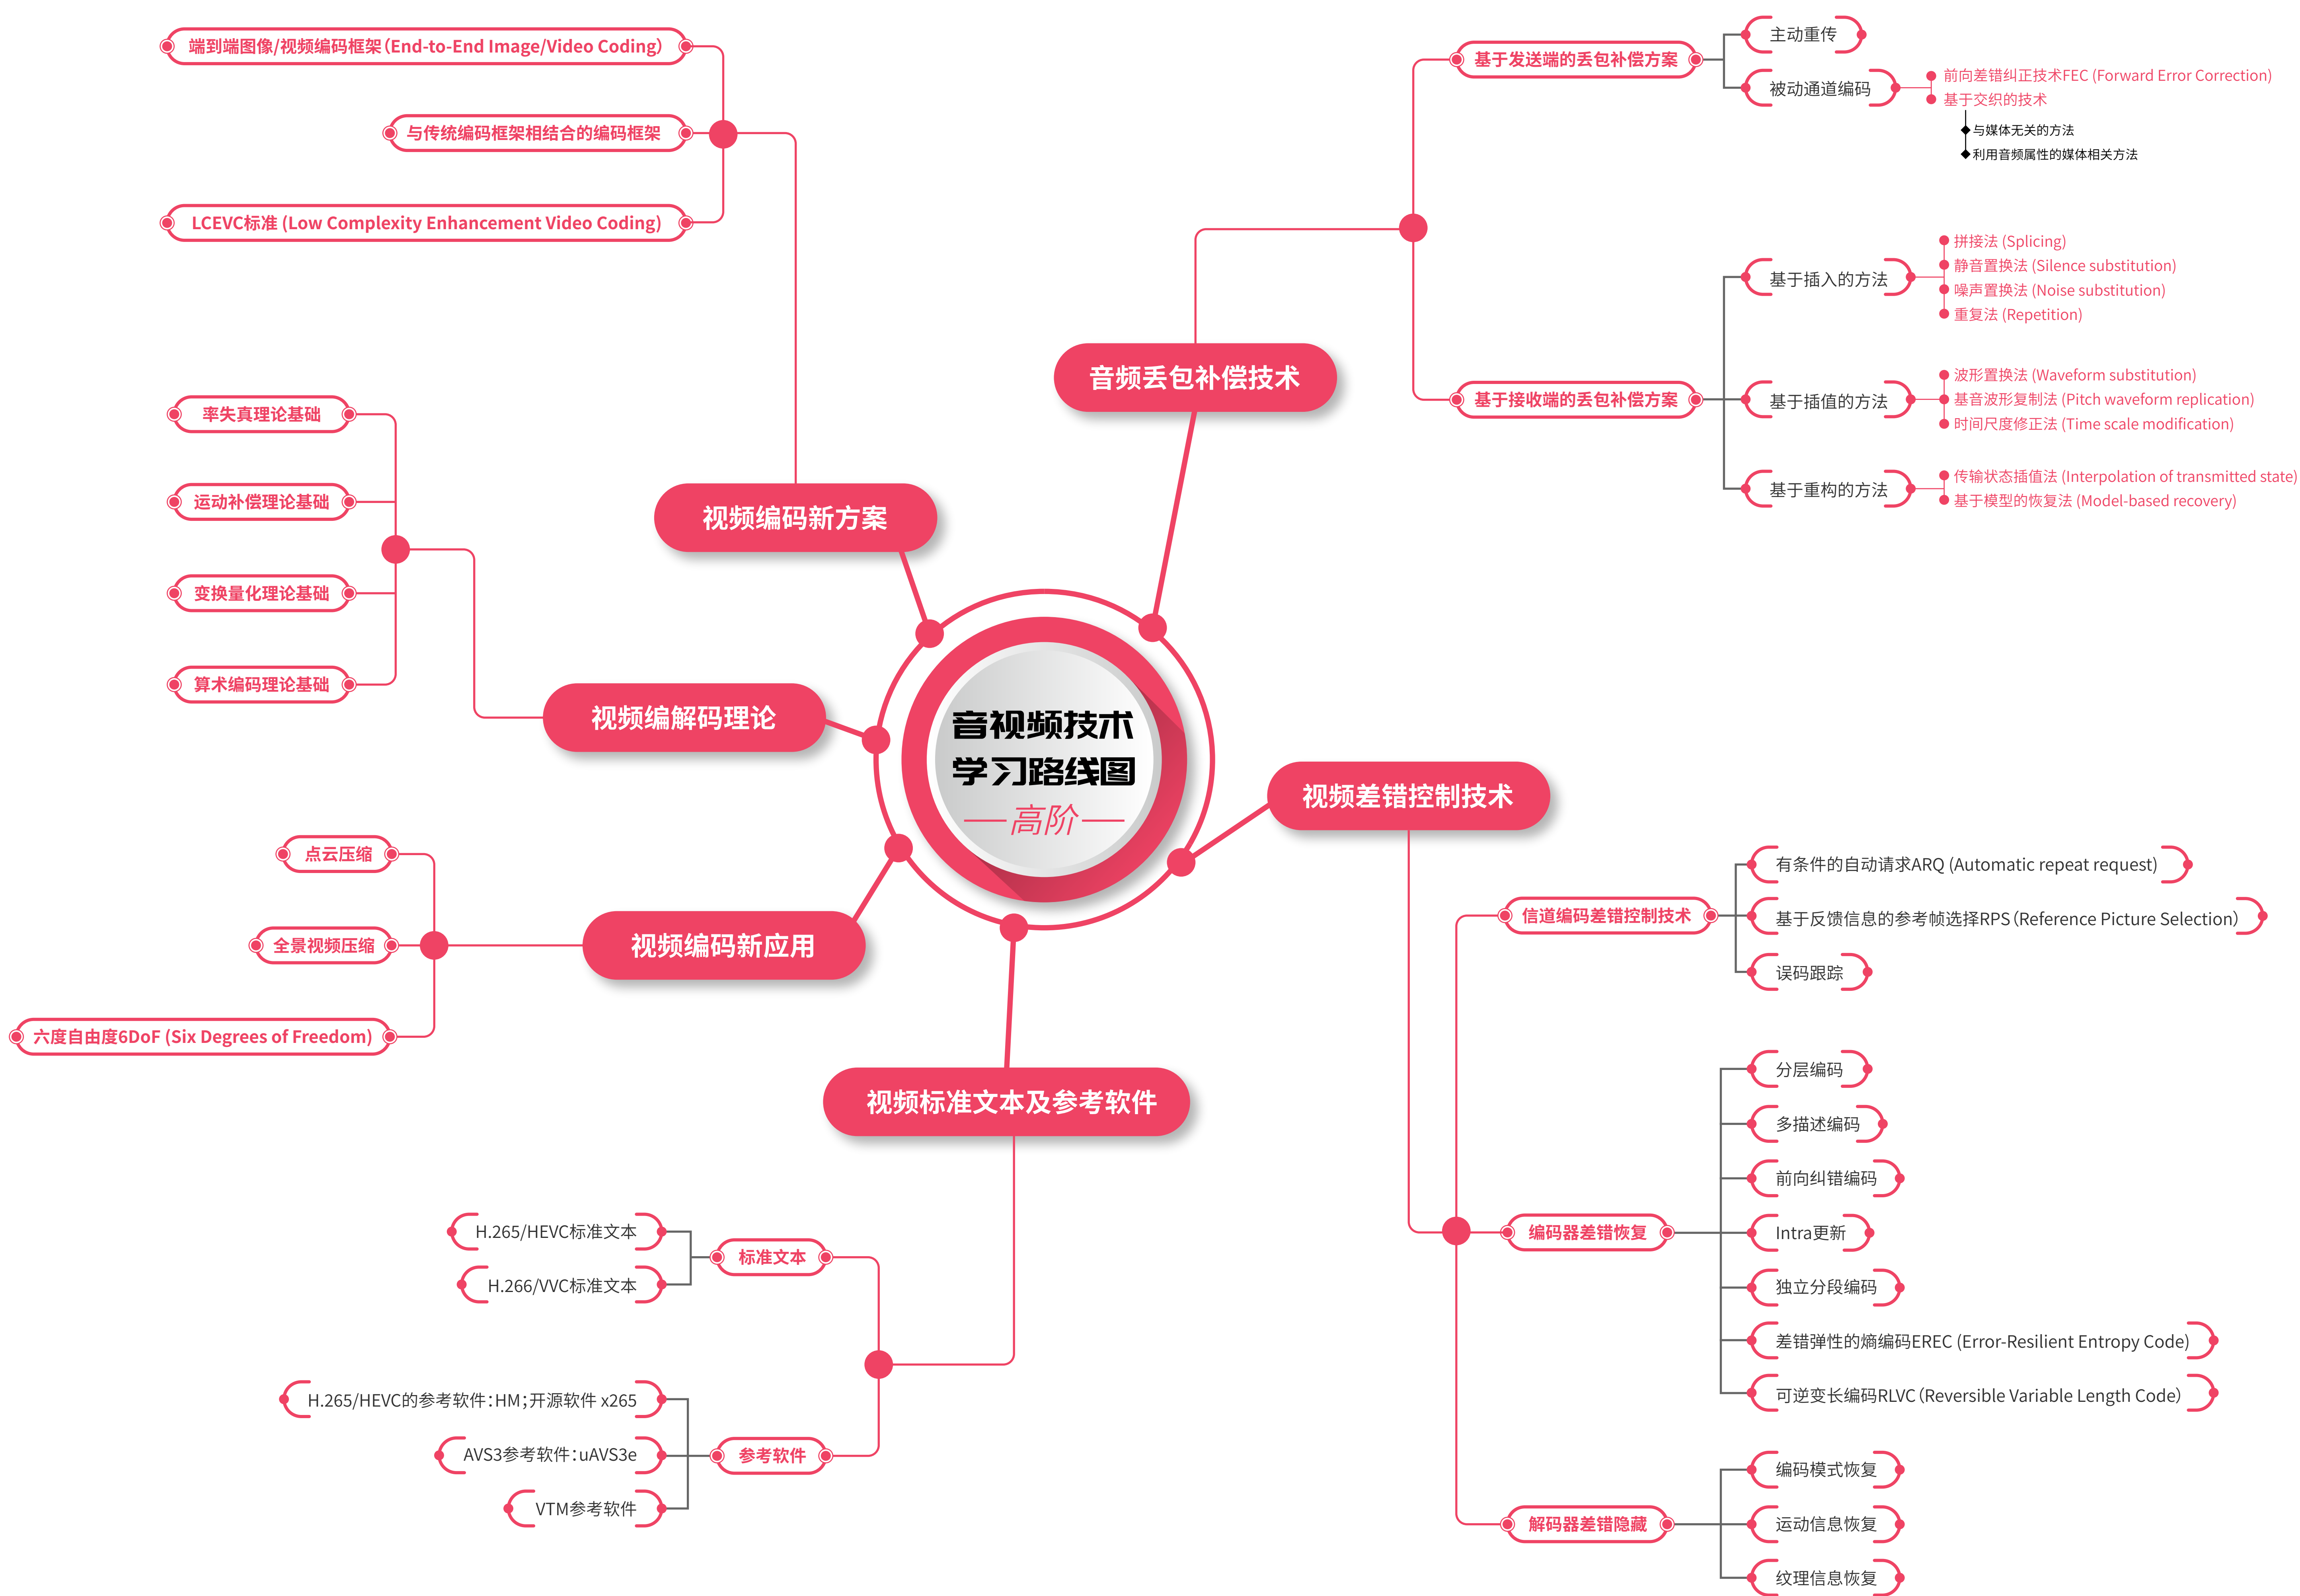 音视频技术
学习路线图
高阶
视频编码新方案
端到端图像/视频编码框架（End-to-End Image/Video Coding）
与传统编码框架相结合的编码框架
LCEVC标准 (Low Complexity Enhancement Video Coding)
视频编解码理论
率失真理论基础
运动补偿理论基础
变换量化理论基础
算术编码理论基础
视频编码新应用
点云压缩
全景视频压缩
六度自由度6DoF (Six Degrees of Freedom)
视频标准文本及参考软件
标准文本
H.265/HEVC标准文本
H.266/VVC标准文本
参考软件
H.265/HEVC的参考软件：HM；开源软件 x265
AVS3参考软件：uAVS3e
VTM参考软件
音频丢包补偿技术
基于发送端的丢包补偿方案
主动重传
被动通道编码
前向差错纠正技术FEC (Forward Error Correction)
基于交织的技术
与媒体无关的方法
利用音频属性的媒体相关方法
基于接收端的丢包补偿方案
基于插入的方法
拼接法 (Splicing)
静音置换法 (Silence substitution)
噪声置换法 (Noise substitution)
重复法 (Repetition)
基于插值的方法
波形置换法 (Waveform substitution)
基音波形复制法 (Pitch waveform replication)
时间尺度修正法 (Time scale modification)
基于重构的方法
传输状态插值法 (Interpolation of transmitted state)
基于模型的恢复法 (Model-based recovery)
视频差错控制技术
信道编码差错控制技术
有条件的自动请求ARQ (Automatic repeat request)
基于反馈信息的参考帧选择RPS（Reference Picture Selection）
误码跟踪
编码器差错恢复
分层编码
多描述编码
前向纠错编码
Intra更新
独立分段编码
差错弹性的熵编码EREC (Error-Resilient Entropy Code)
可逆变长编码RLVC（Reversible Variable Length Code）
解码器差错隐藏
编码模式恢复
运动信息恢复
纹理信息恢复